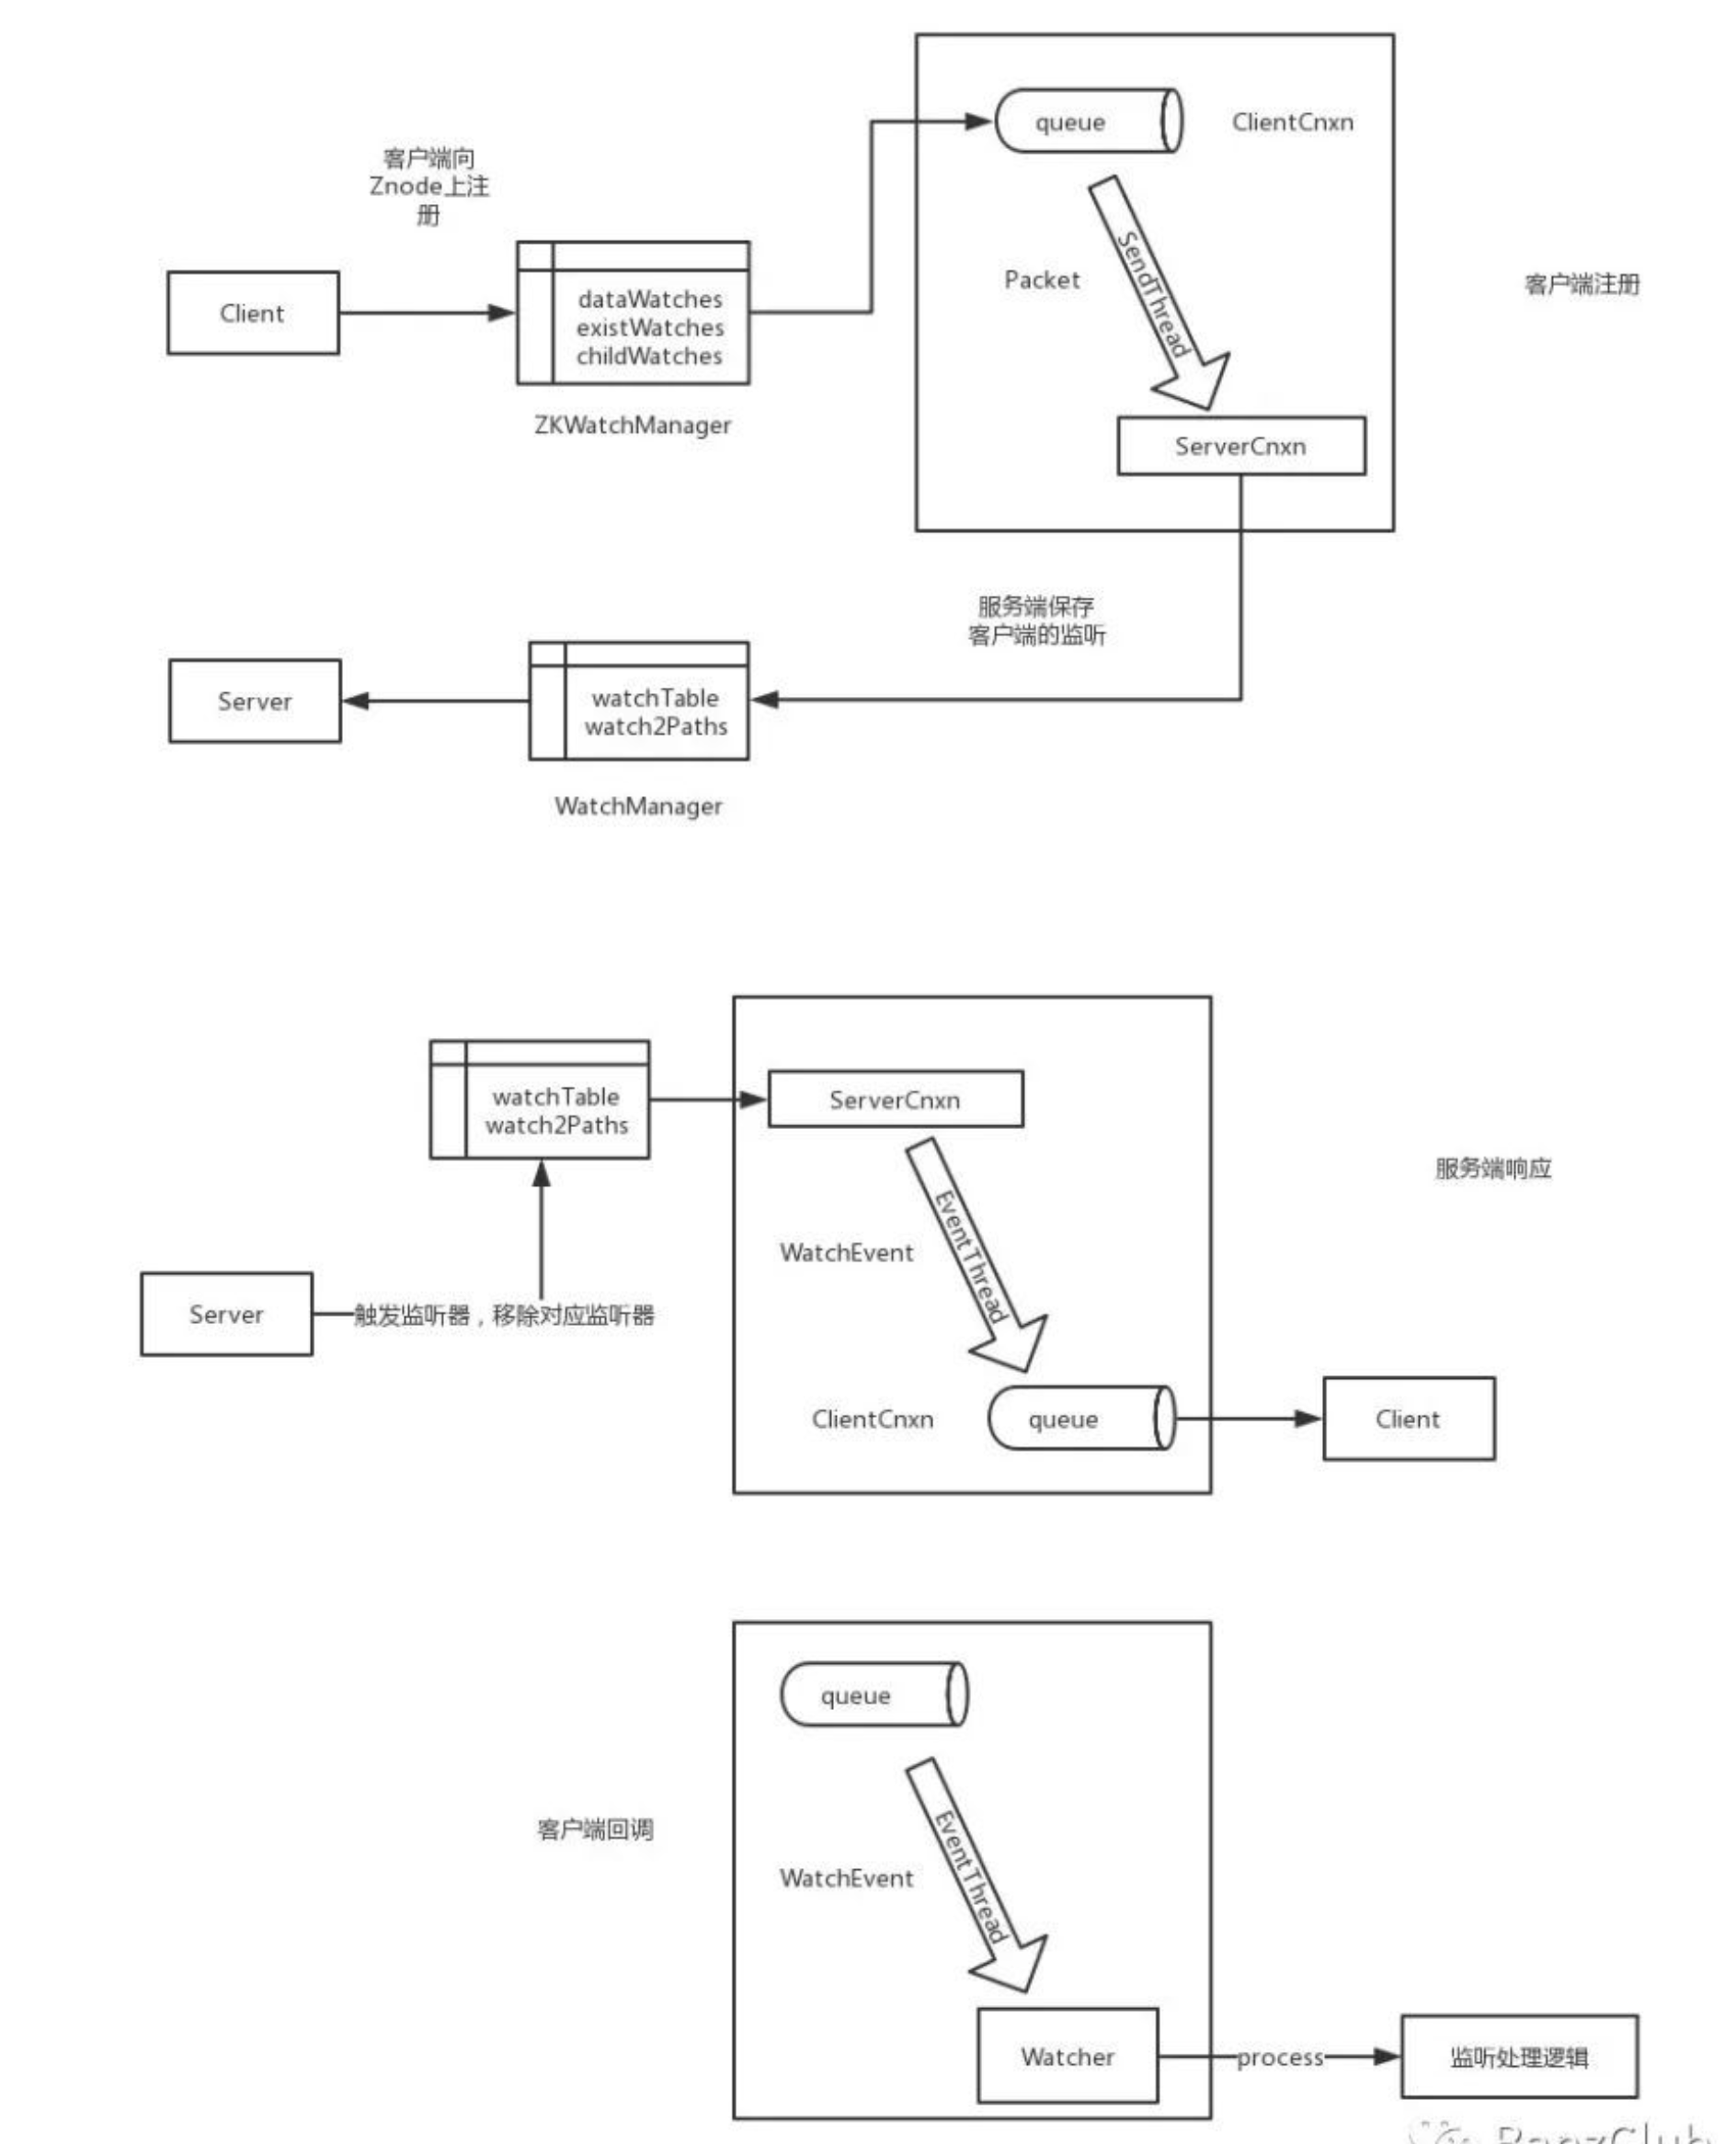 queue
ClientCnxn
客户端向
Znode上注
册
SendThread
Packet
客户端注册
Client
dataWatches
existWatches
childWatches
ZKWatchManager
ServerCnxn
服务端保存
客户端的监听
Server
watchTable
watch2Paths
WatchManager
watchTable
watch2Paths
ServerCnxn
服务端响应
EventThread
WatchEvent
Server
触发监听器，移除对应监听器
ClientCnxn
queue
Client
queue
客户端回调
EventThread
WatchEvent
Watcher
process
监听处理逻辑